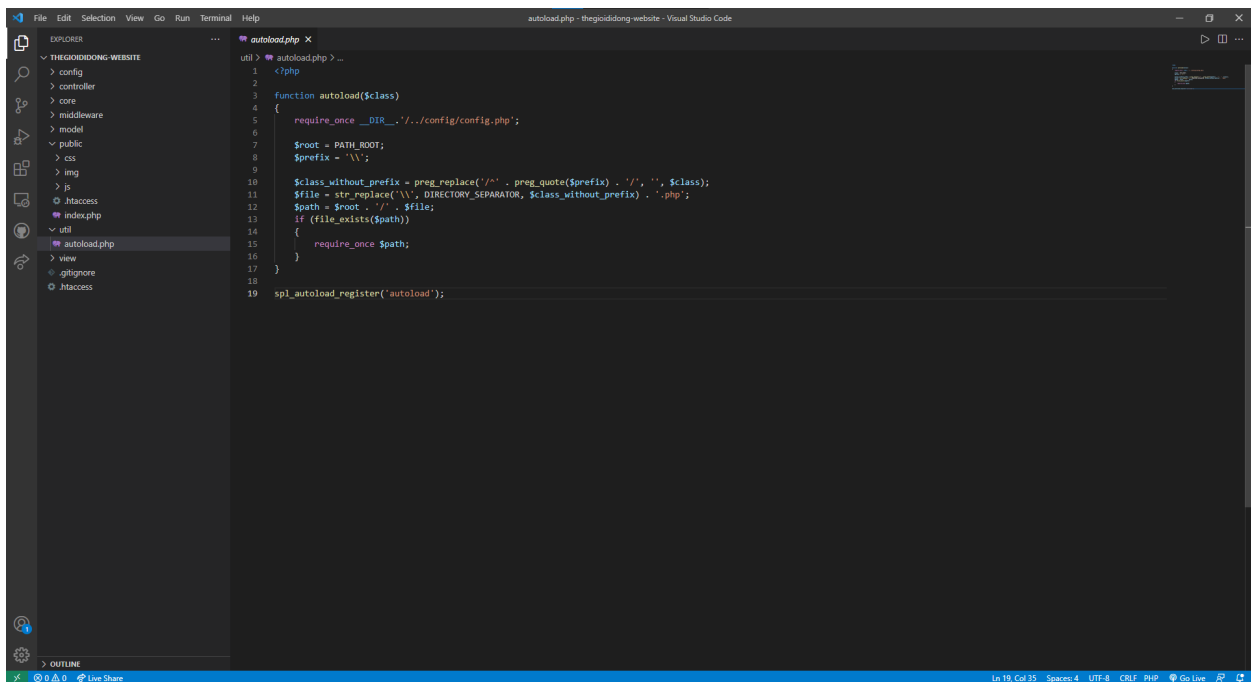 File Edit Selection View Go Run Terminal Help
autoload.php - thegioididong-website - Visual Studio Code
EXPLORER
THEGIOIDIDONG-WEBSITE
config
controller
core
middleware
model
public
css
img
js
.htaccess
index.php
util
autoload.php
view
.gitignore
.htaccess
OUTLINE
autoload.php
util > autoload.php > ...
1 <?php
2
3 function autoload($class)
4 {
5     require_once __DIR__.'/../config/config.php';
6
7     $root = PATH_ROOT;
8     $prefix = '\\';
9
10     $class_without_prefix = preg_replace('/^' . preg_quote($prefix) . '/', '', $class);
11     $file = str_replace('\\', DIRECTORY_SEPARATOR, $class_without_prefix) . '.php';
12     $path = $root . '/' . $file;
13     if (file_exists($path))
14     {
15         require_once $path;
16     }
17 }
18
19 spl_autoload_register('autoload');
1
0 0 Live Share
Ln 19, Col 35 Spaces: 4 UTF-8 CRLF PHP Go Live